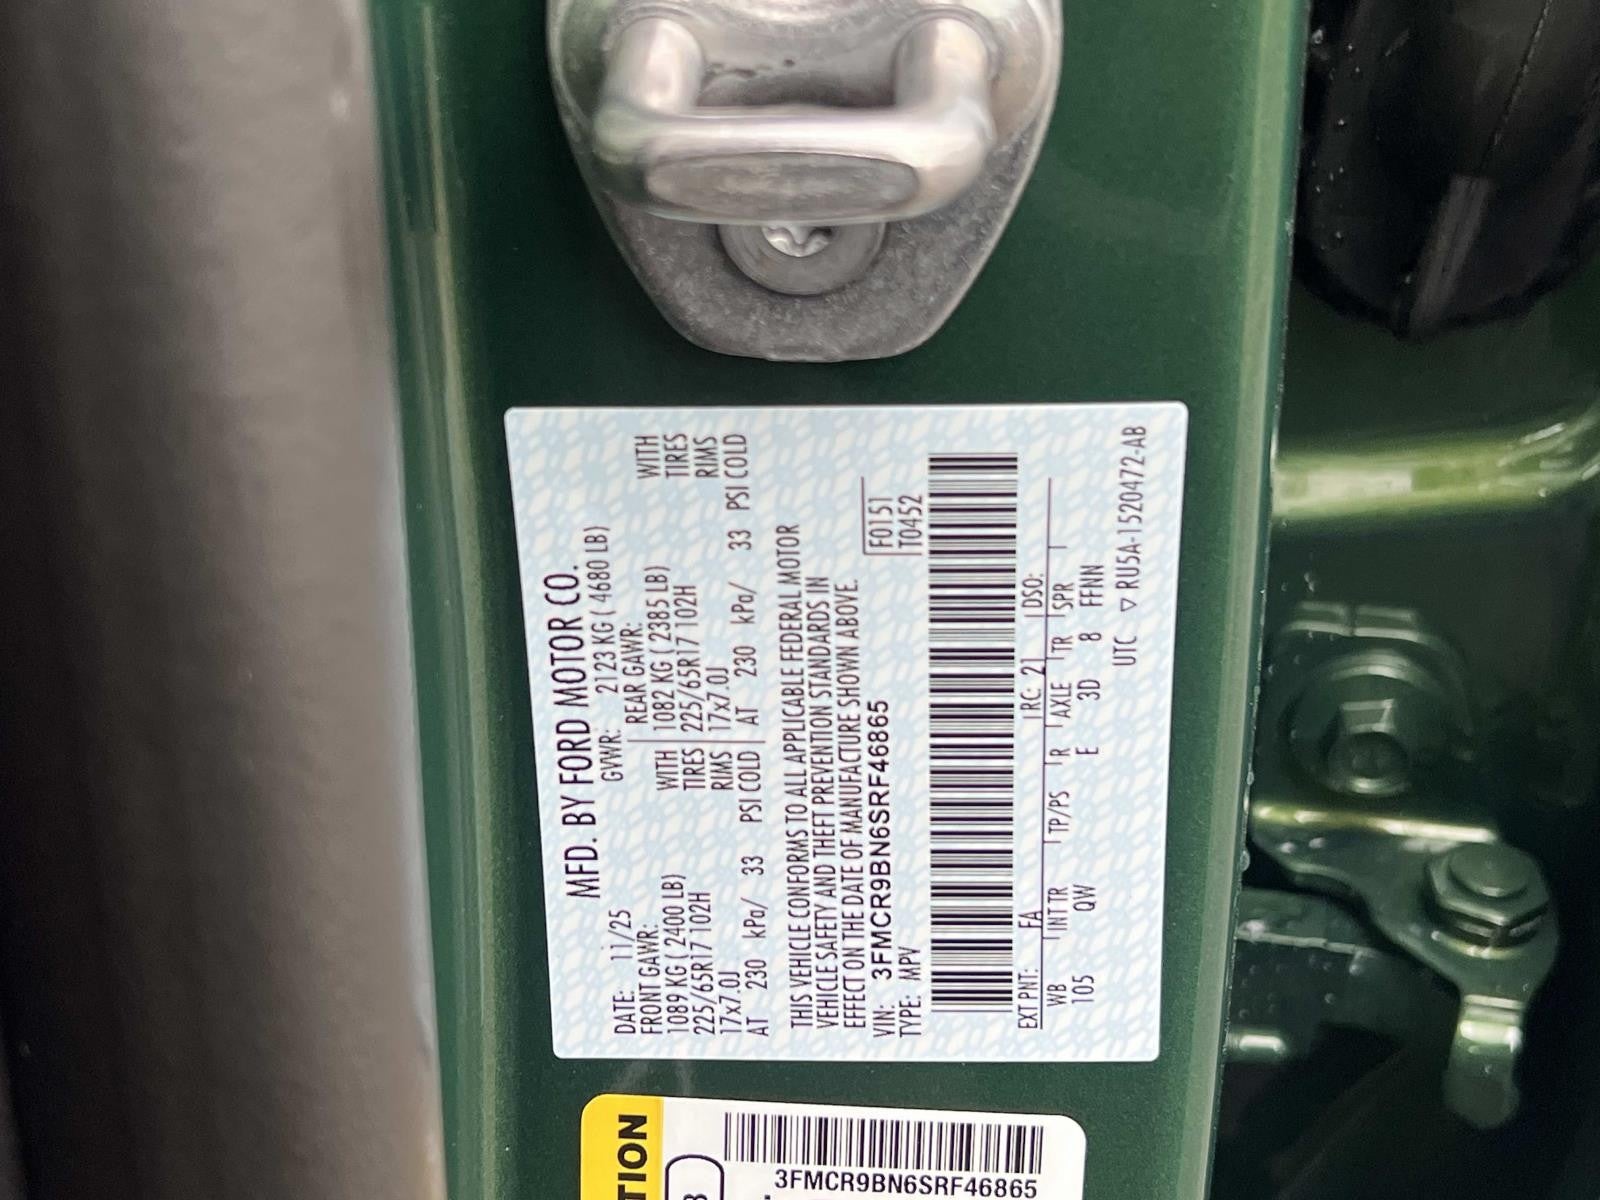 MFD. BY FORD MOTOR CO.
DATE: 11/25 GVWR: 2123 KG ( 4680 LB)
FRONT GAWR: REAR GAWR:
1089 KG ( 2400 LB) WITH 1082 KG ( 2385 LB) WITH
225/65R17 102H TIRES 225/65R17 102H TIRES
17x7.0J RIMS 17x7.0J RIMS
AT 230 kPa/ 33 PSI COLD AT 230 kPa/ 33 PSI COLD
THIS VEHICLE CONFORMS TO ALL APPLICABLE FEDERAL MOTOR
VEHICLE SAFETY AND THEFT PREVENTION STANDARDS IN
EFFECT ON THE DATE OF MANUFACTURE SHOWN ABOVE.
VIN: 3FMCR9BN6SRF46865 F0151
TYPE: MPV T0452
EXT PNT: FA RC: 21 DSO:
WB INT TR TP/PS R AXLE TR SPR
105 QW E 3D 8 FFNN
UTC ▽ RU5A-1520472-AB
3FMCR9BN6SRF46865